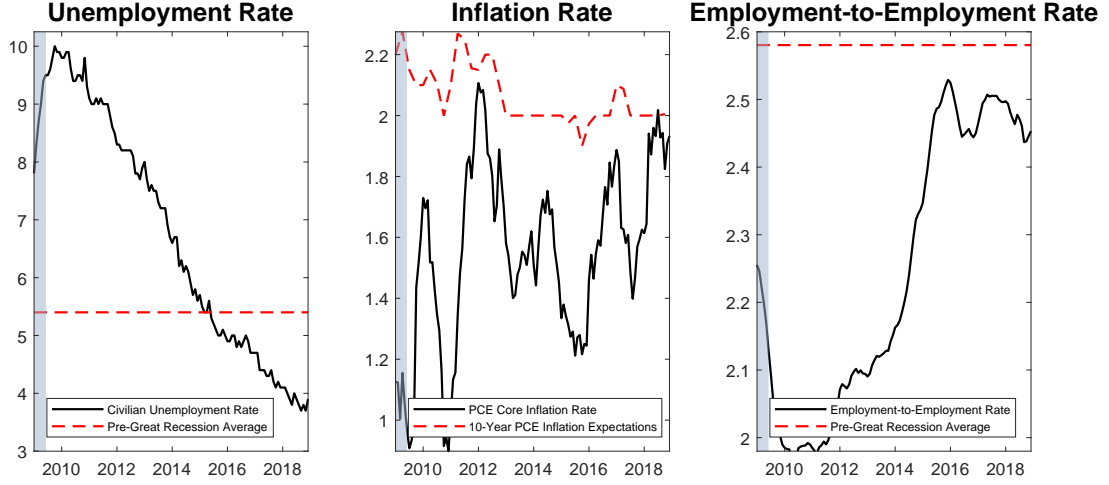 Unemployment Rate
10
9
8
7
6
5
4
3
2010 2012 2014 2016 2018
Civilian Unemployment Rate
Pre-Great Recession Average
Inflation Rate
2.2
2
1.8
1.6
1.4
1.2
1
2010 2012 2014 2016 2018
PCE Core Inflation Rate
10-Year PCE Inflation Expectations
Employment-to-Employment Rate
2.6
2.5
2.4
2.3
2.2
2.1
2
2010 2012 2014 2016 2018
Employment-to-Employment Rate
Pre-Great Recession Average